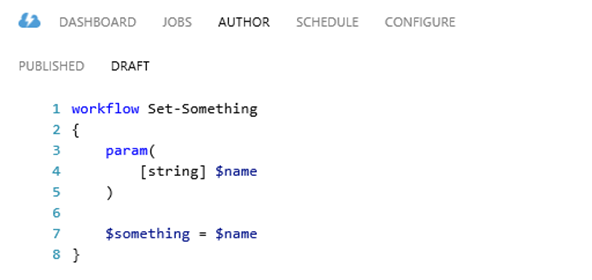 DASHBOARD JOBS AUTHOR SCHEDULE CONFIGURE
PUBLISHED DRAFT
1 workflow Set-Something
2 {
3     param(
4         [string] $name
5     )
6
7     $something = $name
8 }